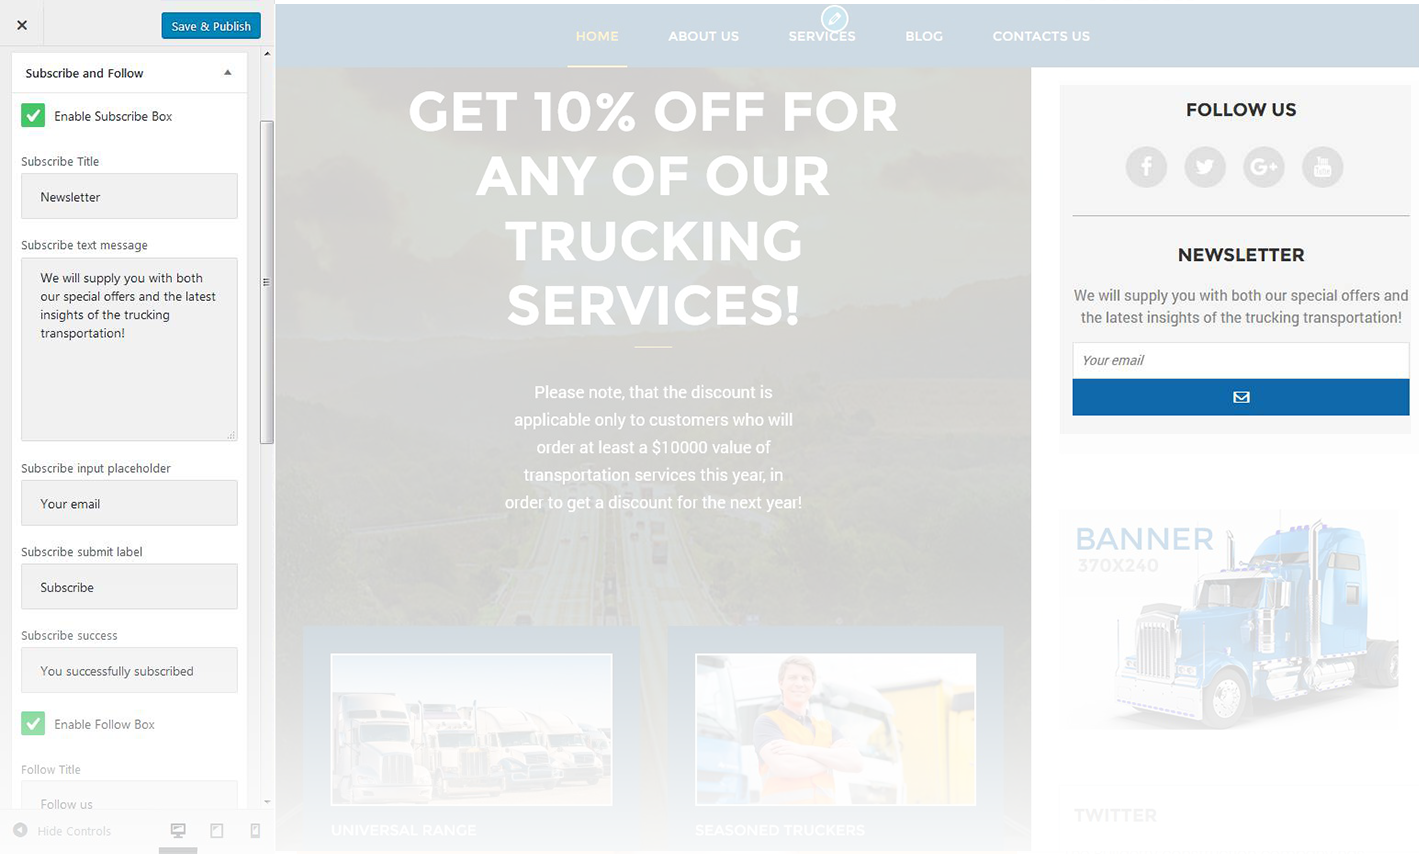 Save & Publish
Subscribe and Follow
Enable Subscribe Box
Subscribe Title
Newsletter
Subscribe text message
We will supply you with both
our special offers and the latest
insights of the trucking
transportation!
Subscribe input placeholder
Your email
Subscribe submit label
Subscribe
Subscribe success
You successfully subscribed
Enable Follow Box
Follow Title
Follow us
Hide Controls
HOME
ABOUT US
SERVICES
BLOG
CONTACTS US
GET 10% OFF FOR
ANY OF OUR
TRUCKING
SERVICES!
Please note, that the discount is
applicable only to customers who will
order at least a $10000 value of
transportation services this year, in
order to get a discount for the next year!
UNIVERSAL RANGE
SEASONED TRUCKERS
FOLLOW US
NEWSLETTER
We will supply you with both our special offers and
the latest insights of the trucking transportation!
Your email
BANNER
370X240
TWITTER